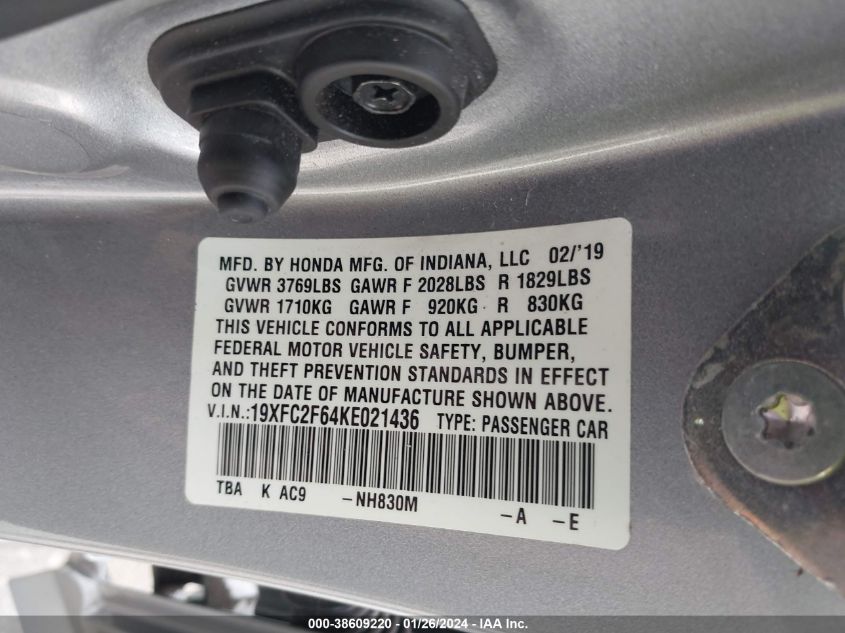 MFD. BY HONDA MFG. OF INDIANA, LLC 02/'19
GVWR 3769LBS GAWR F 2028LBS R 1829LBS
GVWR 1710KG GAWR F 920KG R 830KG
THIS VEHICLE CONFORMS TO ALL APPLICABLE
FEDERAL MOTOR VEHICLE SAFETY, BUMPER,
AND THEFT PREVENTION STANDARDS IN EFFECT
ON THE DATE OF MANUFACTURE SHOWN ABOVE.
V.I.N.:19XFC2F64KE021436 TYPE: PASSENGER CAR
TBA K AC9 -NH830M -A -E
000-38609220 - 01/26/2024 - IAA Inc.